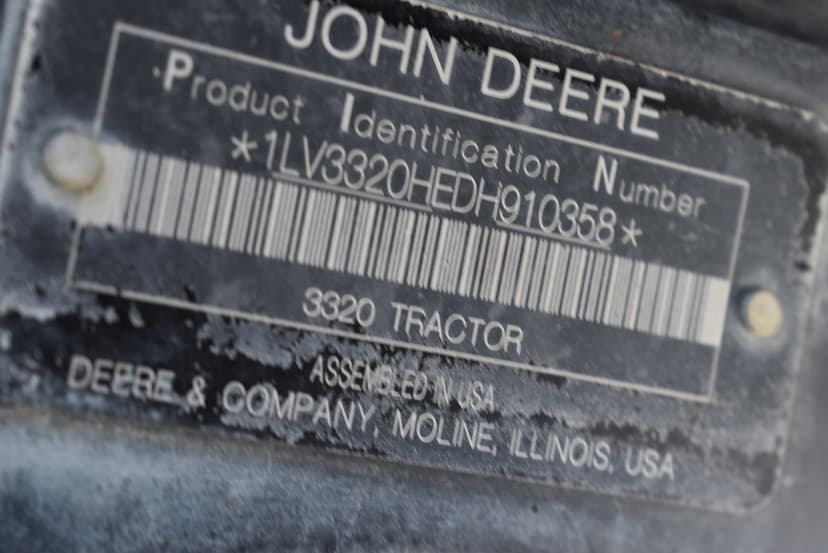 JOHN DEERE
Product Identification Number
*1LV3320HEDH910358*
3320 TRACTOR
ASSEMBLED IN USA
DEERE & COMPANY, MOLINE, ILLINOIS, USA